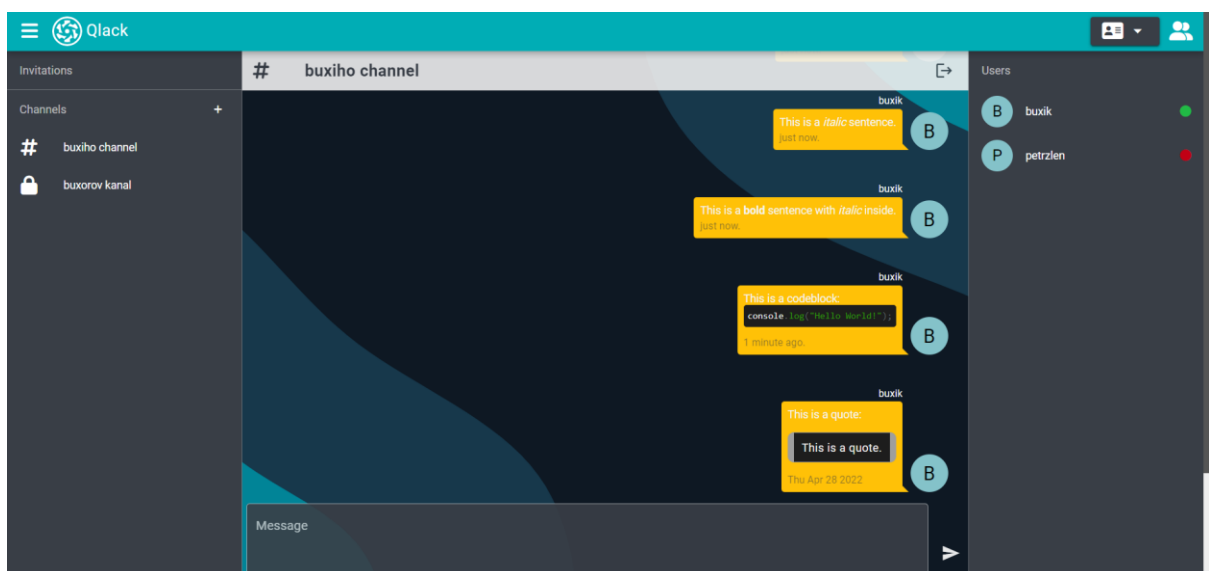 Qlack
Invitations
Channels +
# buxiho channel
buxorov kanal
# buxiho channel
buxik
This is a italic sentence.
just now.
B
buxik
This is a bold sentence with italic inside.
just now.
B
buxik
This is a codeblock:
console.log("Hello World!");
1 minute ago.
B
buxik
This is a quote:
This is a quote.
Thu Apr 28 2022
B
Message
Users
B buxik
P petrzlen